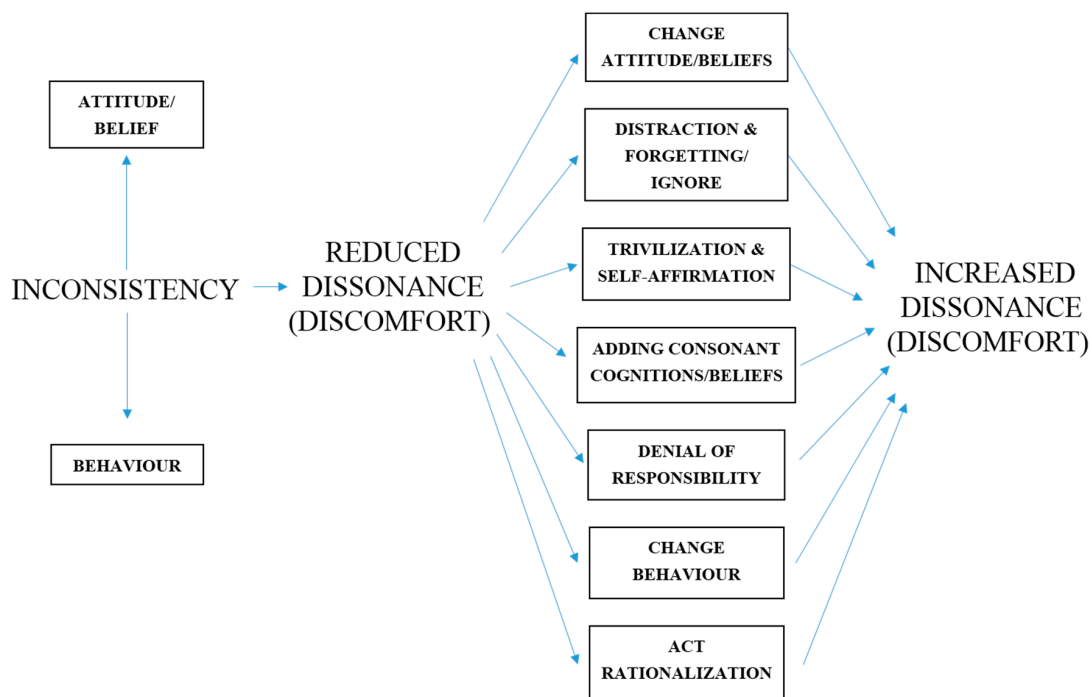 ATTITUDE/
BELIEF
INCONSISTENCY
BEHAVIOUR
REDUCED
DISSONANCE
(DISCOMFORT)
CHANGE
ATTITUDE/BELIEFS
DISTRACTION &
FORGETTING/
IGNORE
TRIVILIZATION &
SELF-AFFIRMATION
ADDING CONSONANT
COGNITIONS/BELIEFS
DENIAL OF
RESPONSIBILITY
CHANGE
BEHAVIOUR
ACT
RATIONALIZATION
INCREASED
DISSONANCE
(DISCOMFORT)